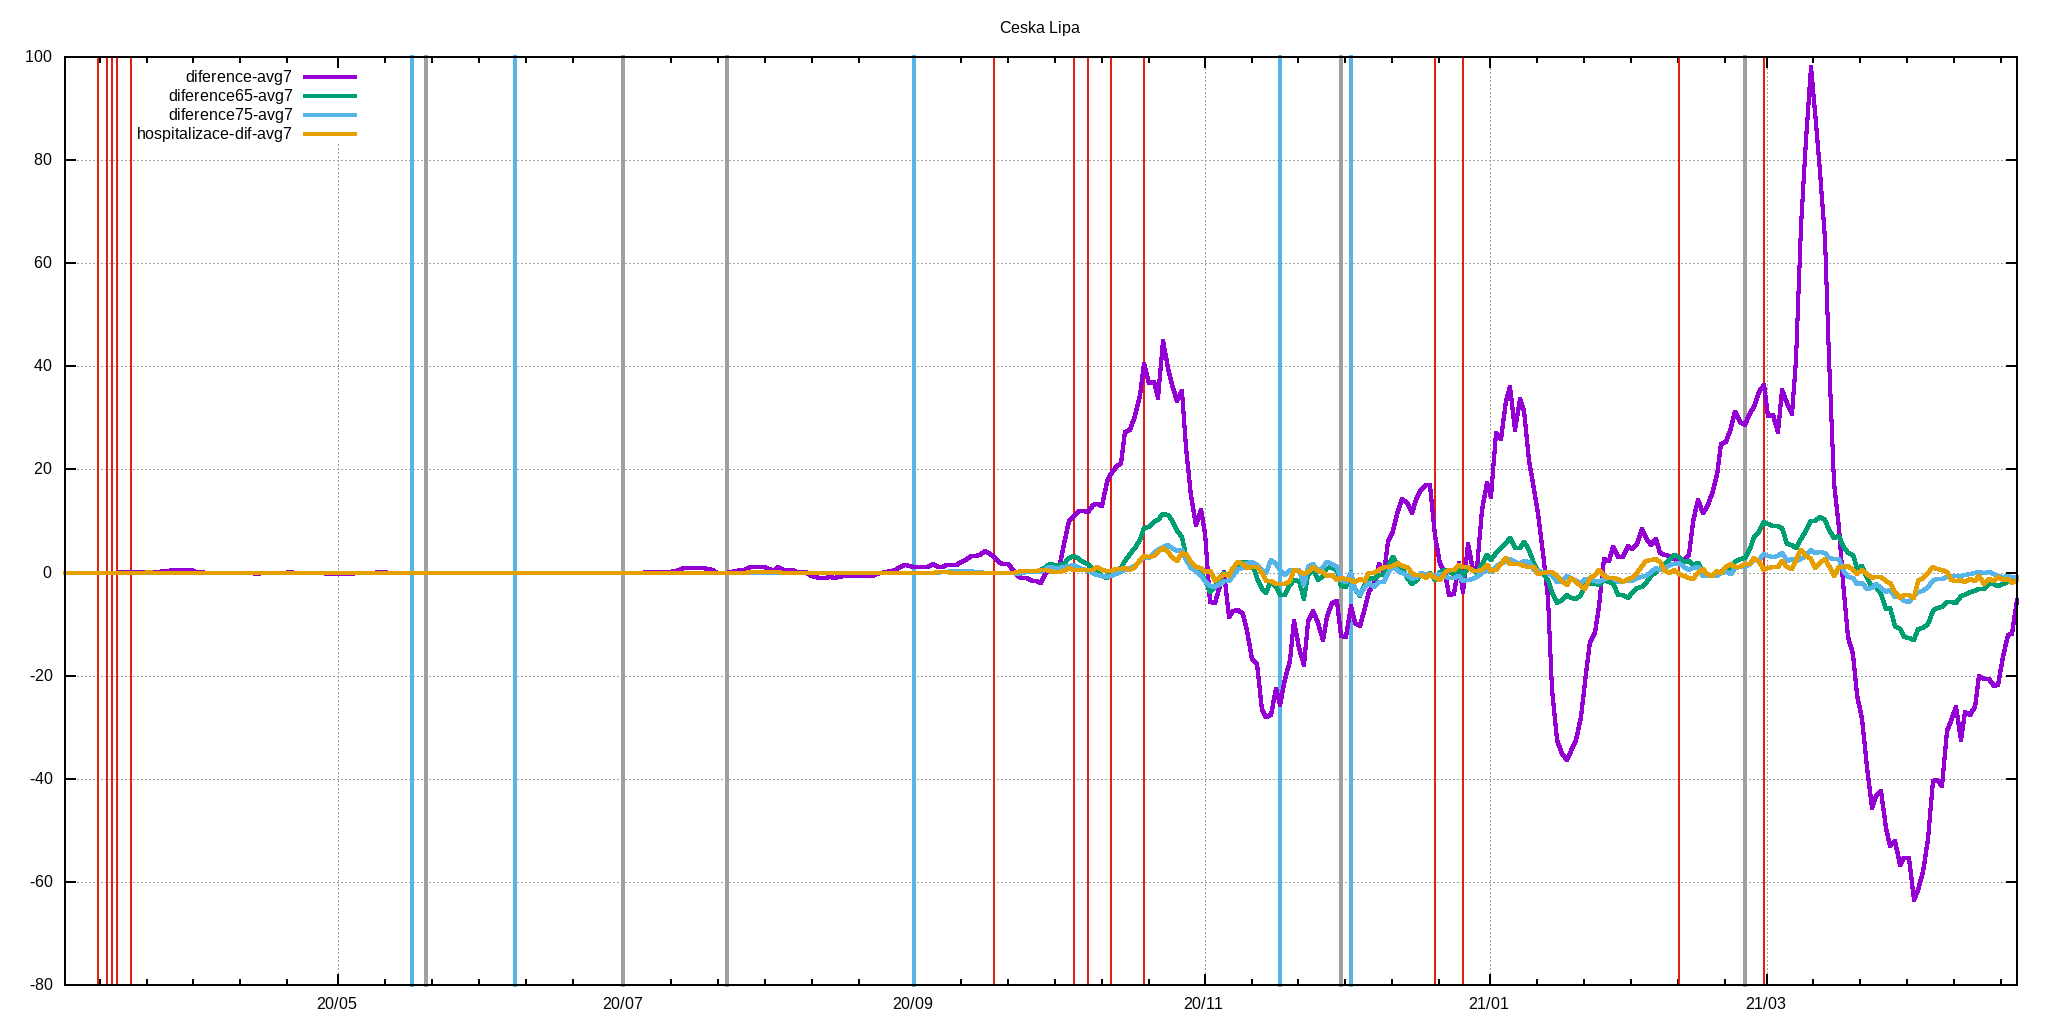 Ceska Lipa
diference-avg7
diference65-avg7
diference75-avg7
hospitalizace-dif-avg7
100
80
60
40
20
0
-20
-40
-60
-80
20/05 20/07 20/09 20/11 21/01 21/03